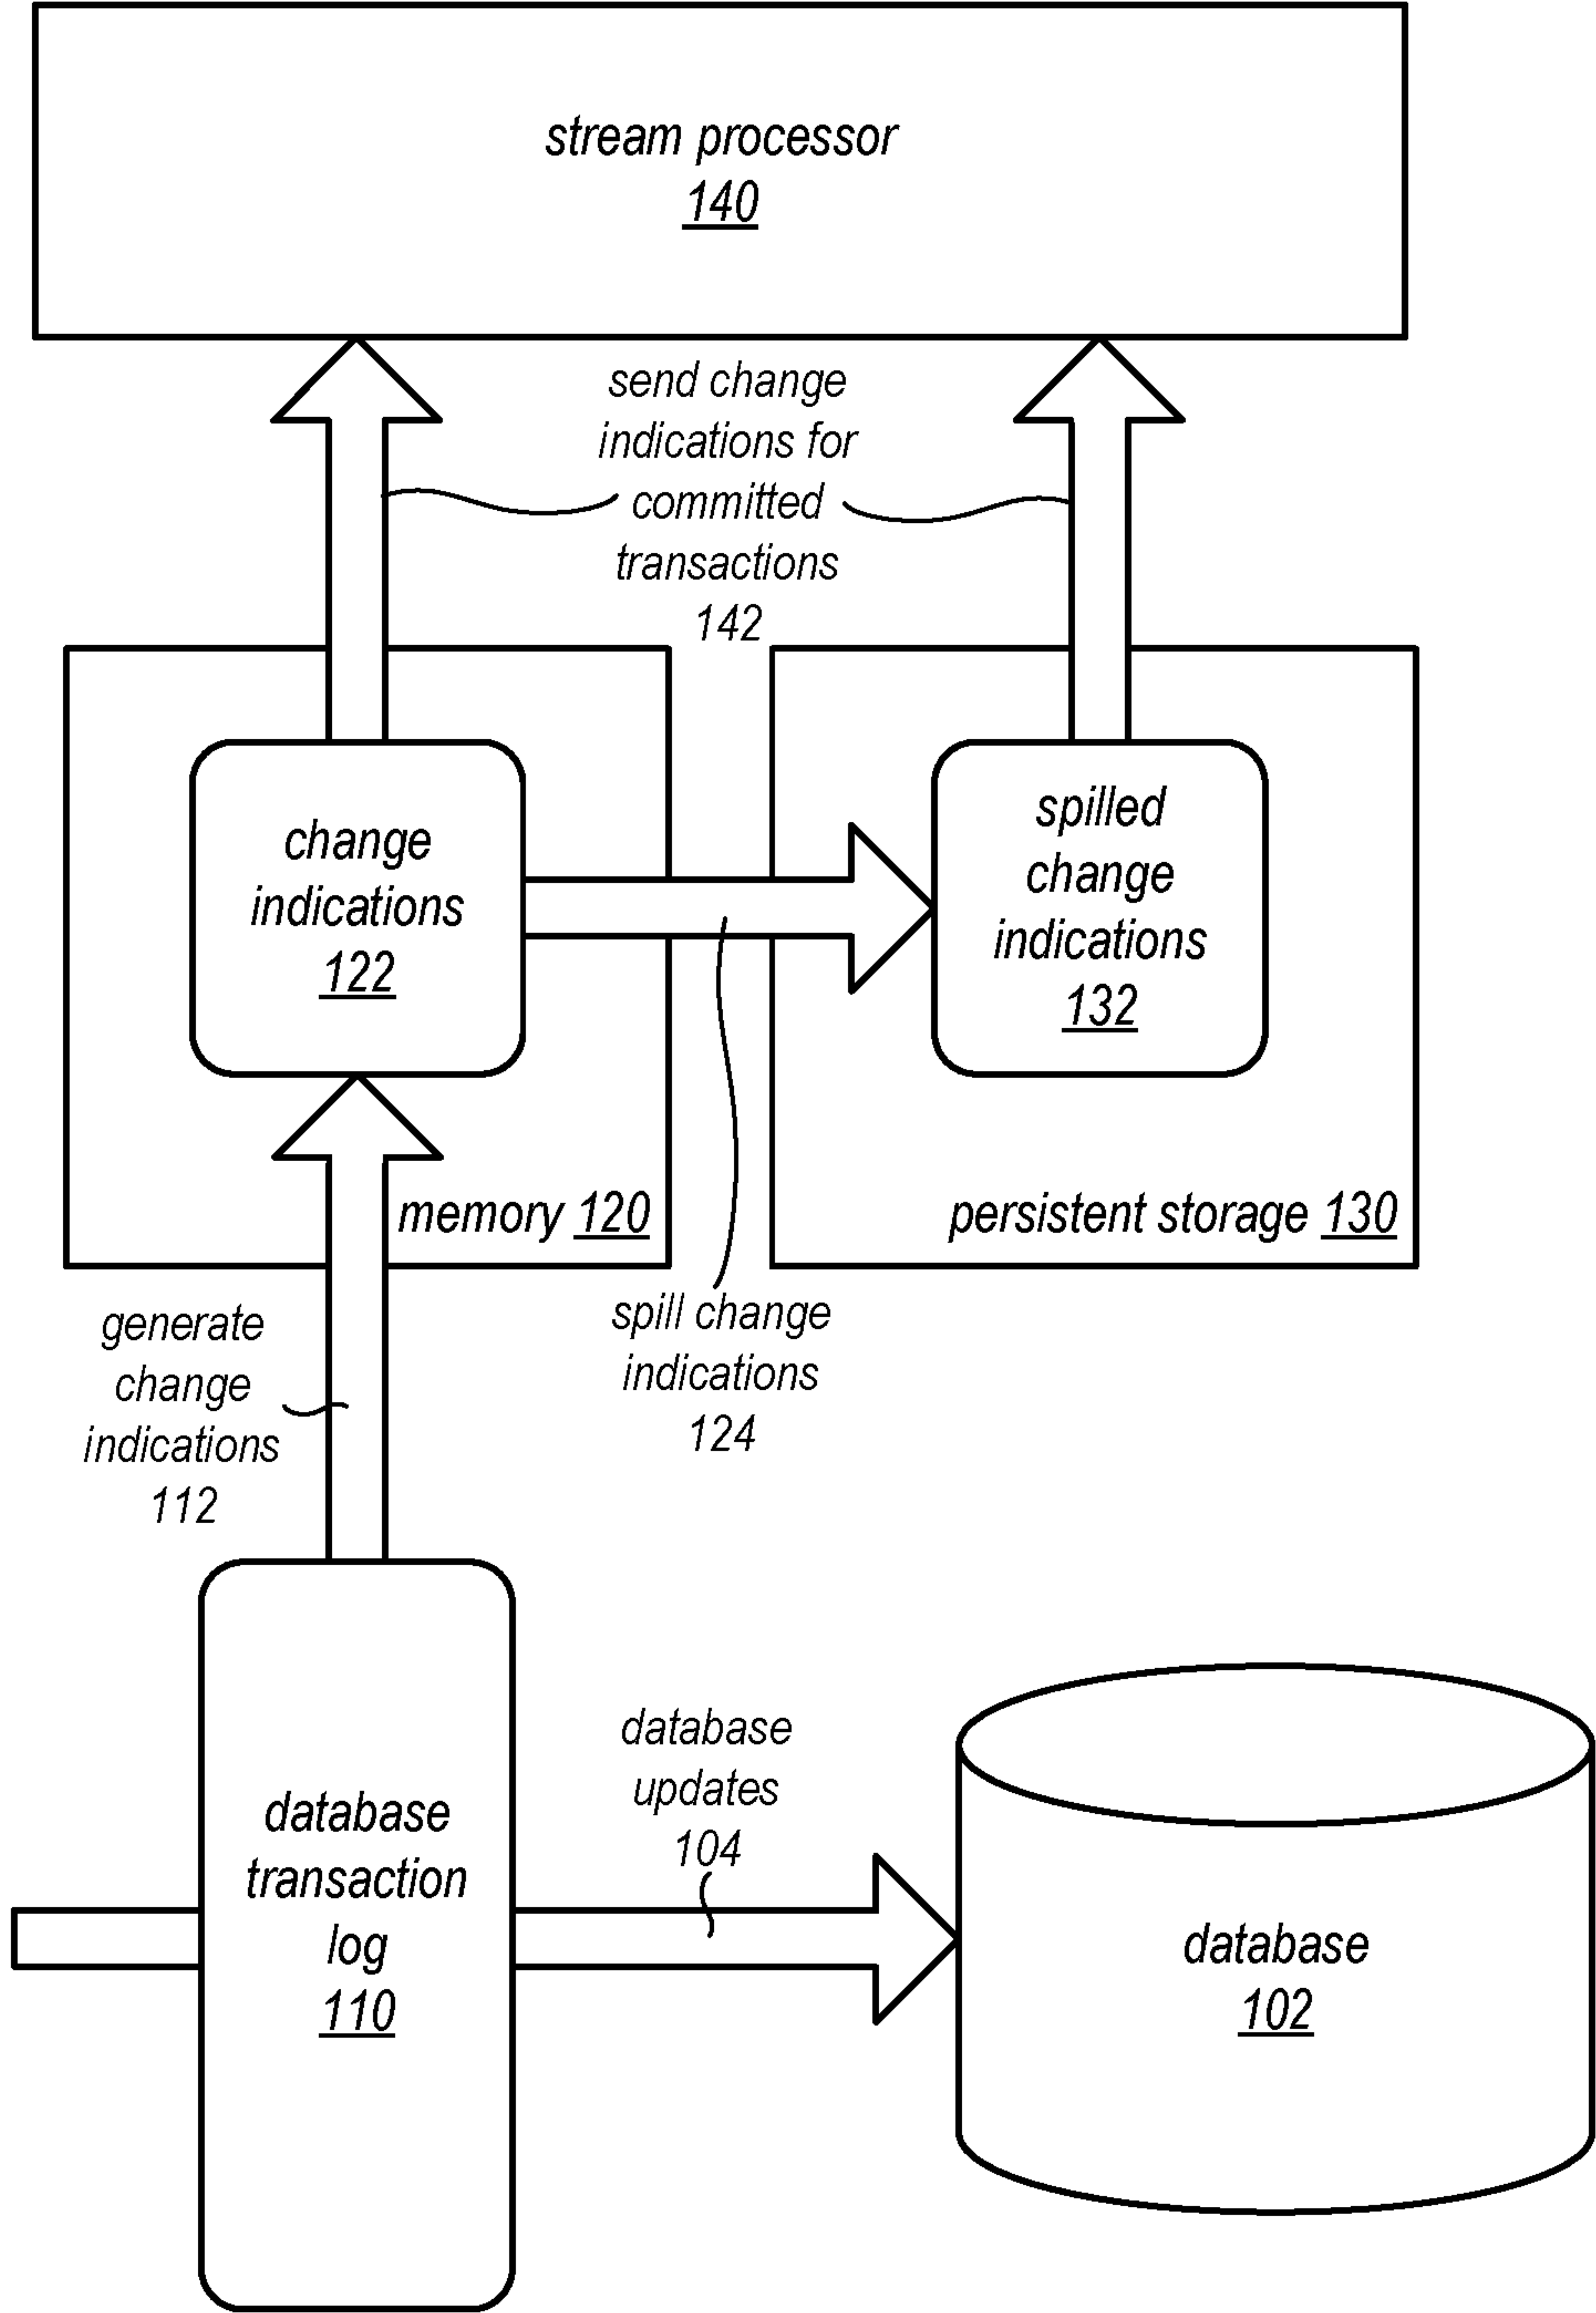 stream processor
140
send change
indications for
committed
transactions
142
change
indications
122
spilled
change
indications
132
memory 120
persistent storage 130
generate
change
indications
112
spill change
indications
124
database
updates
104
database
transaction
log
110
database
102